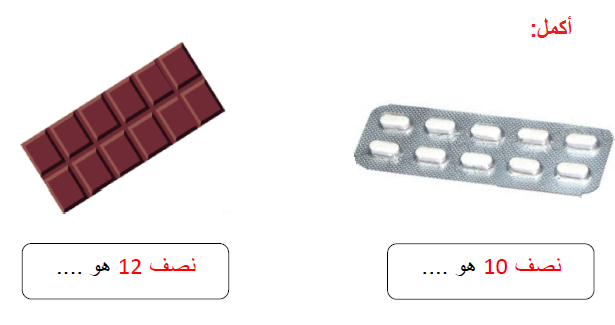 أكمل:
نصف 10 هو ....
نصف 12 هو ....